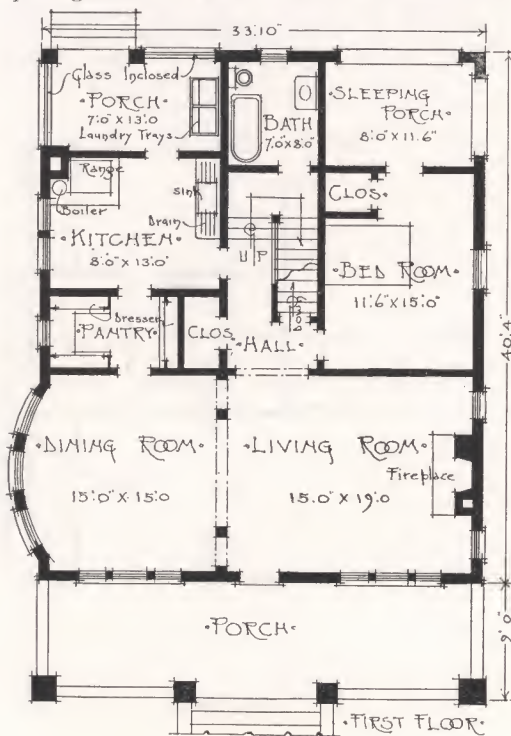 33'.10"
Glass Inclosed
·PORCH·
7'.0" X 13'.0
Laundry Trays
BATH
7'.0"X8'.0"
·SLEEPING
PORCH·
8'.0"X11'.6"
Range
Boiler
sink
Drain
·KITCHEN·
8'.0"X 13'.0"
CLOS.
UP
·BED ROOM·
11'.6"X15'.0"
Dresser
·PANTRY·
CLOS.
·HALL·
40'.4"
·DINING ROOM·
15'.0" X 15'.0
·LIVING ROOM·
15.0" X 19'.0
Fireplace
·PORCH·
9'.0"
·FIRST FLOOR·